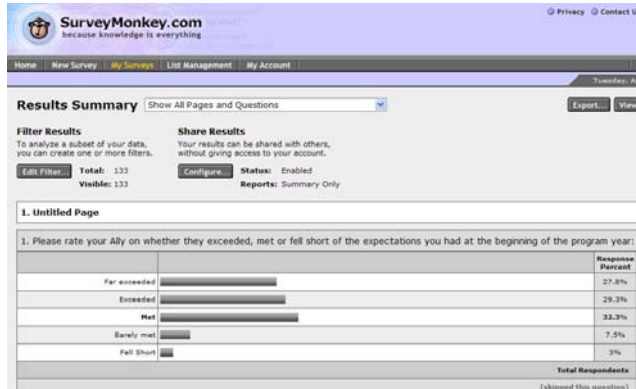 Privacy Contact U
SurveyMonkey.com
because knowledge is everything
Home New Survey My Surveys List Management My Account
Tuesday, A
Results Summary Show All Pages and Questions Export... View
Filter Results Share Results
To analyze a subset of your data, Your results can be shared with others,
you can create one or more filters. without giving access to your account.
Edit Filter... Total: 133 Configure... Status: Enabled
Visible: 133 Reports: Summary Only
1. Untitled Page
1. Please rate your Ally on whether they exceeded, met or fell short of the expectations you had at the beginning of the program year:
Response
Percent
Far exceeded 27.8%
Exceeded 29.3%
Met 32.3%
Barely met 7.5%
Fell Short 3%
Total Respondents
(skipped this question)